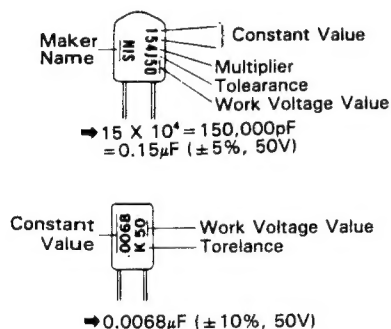 Maker
Name
NIS
154J50
Constant Value
Multiplier
Tolearance
Work Voltage Value
➡15 X 10⁴ = 150,000pF
=0.15μF (±5%, 50V)
Constant
Value
.0068
K 50
Work Voltage Value
Torelance
➡0.0068μF (±10%, 50V)